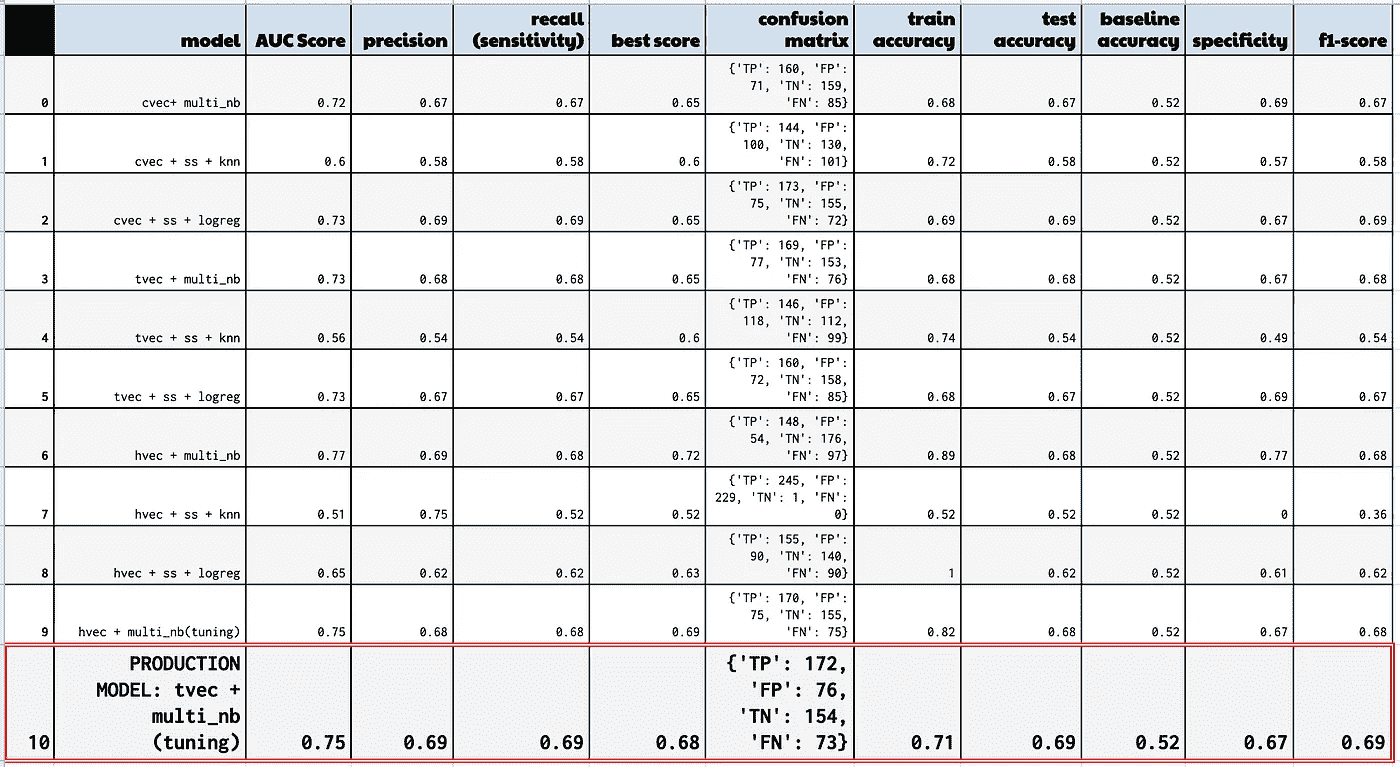 model AUC Score precision recall (sensitivity) best score confusion matrix train accuracy test accuracy baseline accuracy specificity f1-score
0 cvec+ multi_nb 0.72 0.67 0.67 0.65 {'TP': 160, 'FP': 71, 'TN': 159, 'FN': 85} 0.68 0.67 0.52 0.69 0.67
1 cvec + ss + knn 0.6 0.58 0.58 0.6 {'TP': 144, 'FP': 100, 'TN': 130, 'FN': 101} 0.72 0.58 0.52 0.57 0.58
2 cvec + ss + logreg 0.73 0.69 0.69 0.65 {'TP': 173, 'FP': 75, 'TN': 155, 'FN': 72} 0.69 0.69 0.52 0.67 0.69
3 tvec + multi_nb 0.73 0.68 0.68 0.65 {'TP': 169, 'FP': 77, 'TN': 153, 'FN': 76} 0.68 0.68 0.52 0.67 0.68
4 tvec + ss + knn 0.56 0.54 0.54 0.6 {'TP': 146, 'FP': 118, 'TN': 112, 'FN': 99} 0.74 0.54 0.52 0.49 0.54
5 tvec + ss + logreg 0.73 0.67 0.67 0.65 {'TP': 160, 'FP': 72, 'TN': 158, 'FN': 85} 0.68 0.67 0.52 0.69 0.67
6 hvec + multi_nb 0.77 0.69 0.68 0.72 {'TP': 148, 'FP': 54, 'TN': 176, 'FN': 97} 0.89 0.68 0.52 0.77 0.68
7 hvec + ss + knn 0.51 0.75 0.52 0.52 {'TP': 245, 'FP': 229, 'TN': 1, 'FN': 0} 0.52 0.52 0.52 0 0.36
8 hvec + ss + logreg 0.65 0.62 0.62 0.63 {'TP': 155, 'FP': 90, 'TN': 140, 'FN': 90} 1 0.62 0.52 0.61 0.62
9 hvec + multi_nb(tuning) 0.75 0.68 0.68 0.69 {'TP': 170, 'FP': 75, 'TN': 155, 'FN': 75} 0.82 0.68 0.52 0.67 0.68
10 PRODUCTION MODEL: tvec + multi_nb (tuning) 0.75 0.69 0.69 0.68 {'TP': 172, 'FP': 76, 'TN': 154, 'FN': 73} 0.71 0.69 0.52 0.67 0.69